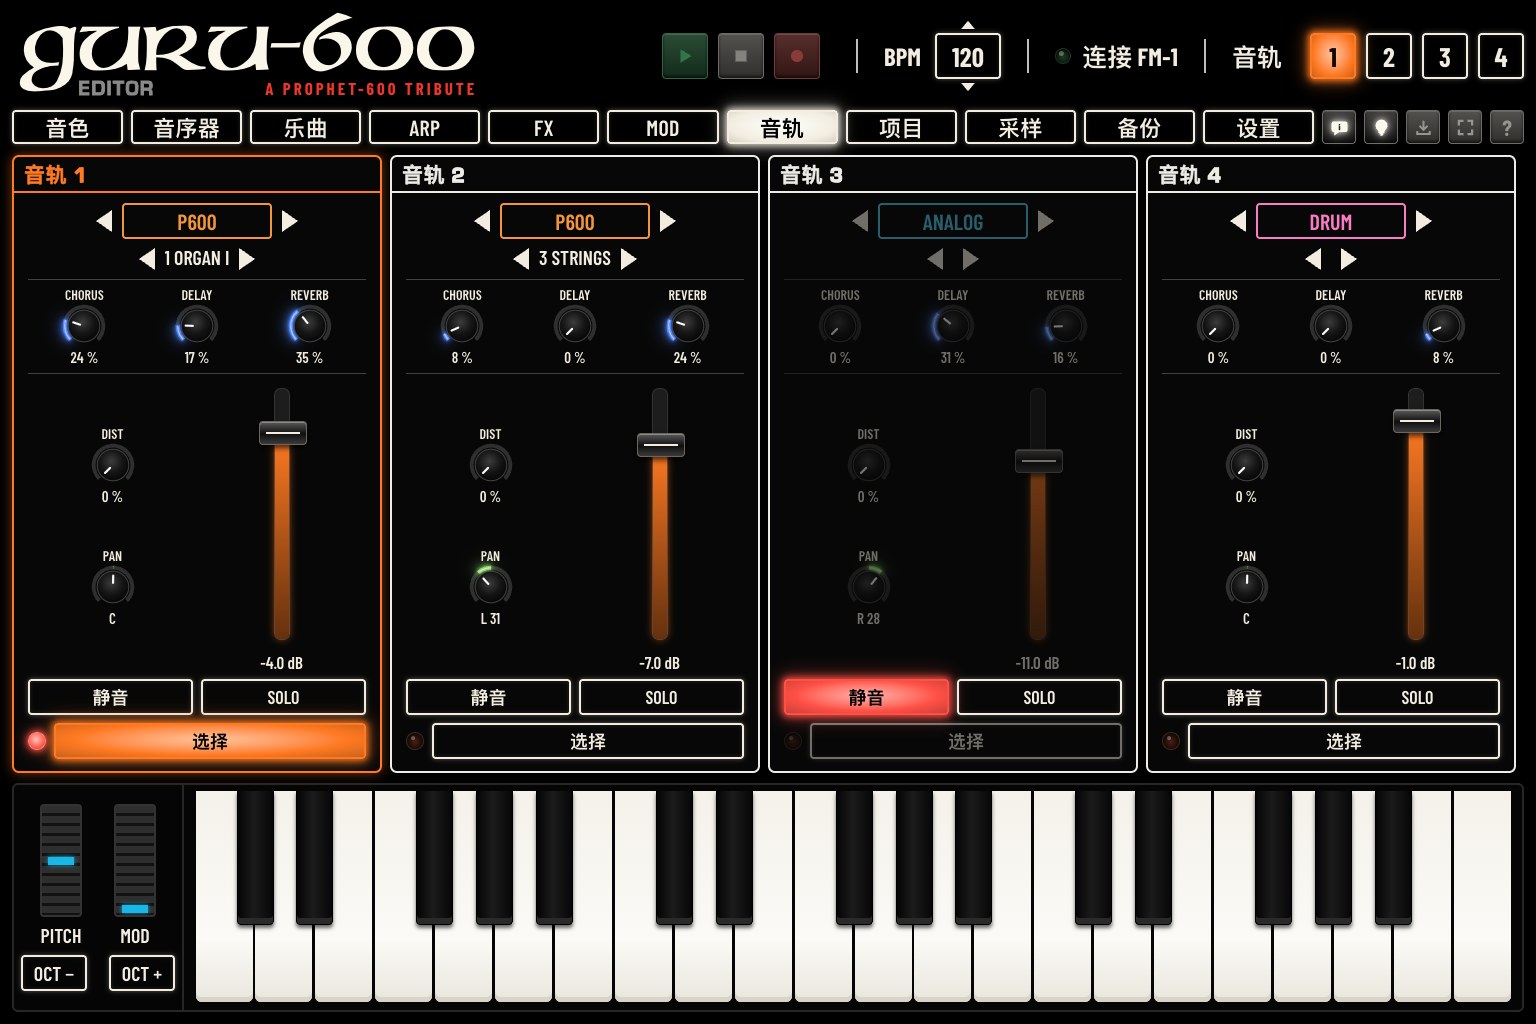 guru-600
EDITOR A PROPHET-600 TRIBUTE
BPM 120 连接 FM-1 音轨 1 2 3 4
音色 音序器 乐曲 ARP FX MOD 音轨 项目 采样 备份 设置 ?
音轨 1
P600
1 ORGAN I
CHORUS DELAY REVERB
24 % 17 % 35 %
DIST
0 %
PAN
C
-4.0 dB
静音 SOLO
选择
音轨 2
P600
3 STRINGS
CHORUS DELAY REVERB
8 % 0 % 24 %
DIST
0 %
PAN
L 31
-7.0 dB
静音 SOLO
选择
音轨 3
ANALOG
CHORUS DELAY REVERB
0 % 31 % 16 %
DIST
0 %
PAN
R 28
-11.0 dB
静音 SOLO
选择
音轨 4
DRUM
CHORUS DELAY REVERB
0 % 0 % 8 %
DIST
0 %
PAN
C
-1.0 dB
静音 SOLO
选择
PITCH MOD
OCT – OCT +